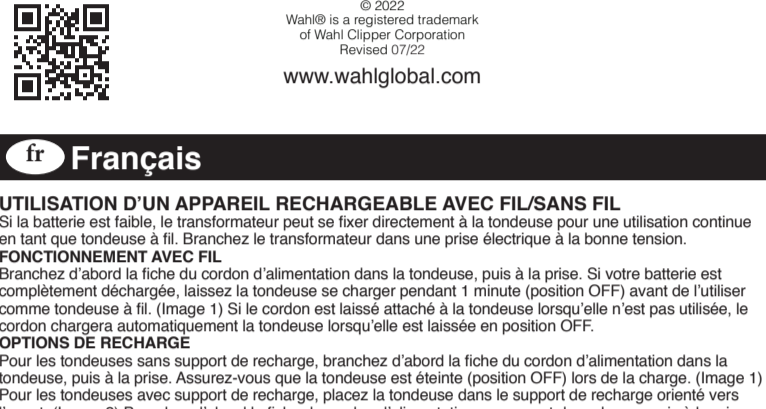 © 2022
Wahl® is a registered trademark
of Wahl Clipper Corporation
Revised 07/22
www.wahlglobal.com
fr Français
UTILISATION D’UN APPAREIL RECHARGEABLE AVEC FIL/SANS FIL
Si la batterie est faible, le transformateur peut se fixer directement à la tondeuse pour une utilisation continue
en tant que tondeuse à fil. Branchez le transformateur dans une prise électrique à la bonne tension.
FONCTIONNEMENT AVEC FIL
Branchez d’abord la fiche du cordon d’alimentation dans la tondeuse, puis à la prise. Si votre batterie est
complètement déchargée, laissez la tondeuse se charger pendant 1 minute (position OFF) avant de l’utiliser
comme tondeuse à fil. (Image 1) Si le cordon est laissé attaché à la tondeuse lorsqu’elle n’est pas utilisée, le
cordon chargera automatiquement la tondeuse lorsqu’elle est laissée en position OFF.
OPTIONS DE RECHARGE
Pour les tondeuses sans support de recharge, branchez d’abord la fiche du cordon d’alimentation dans la
tondeuse, puis à la prise. Assurez-vous que la tondeuse est éteinte (position OFF) lors de la charge. (Image 1)
Pour les tondeuses avec support de recharge, placez la tondeuse dans le support de recharge orienté vers